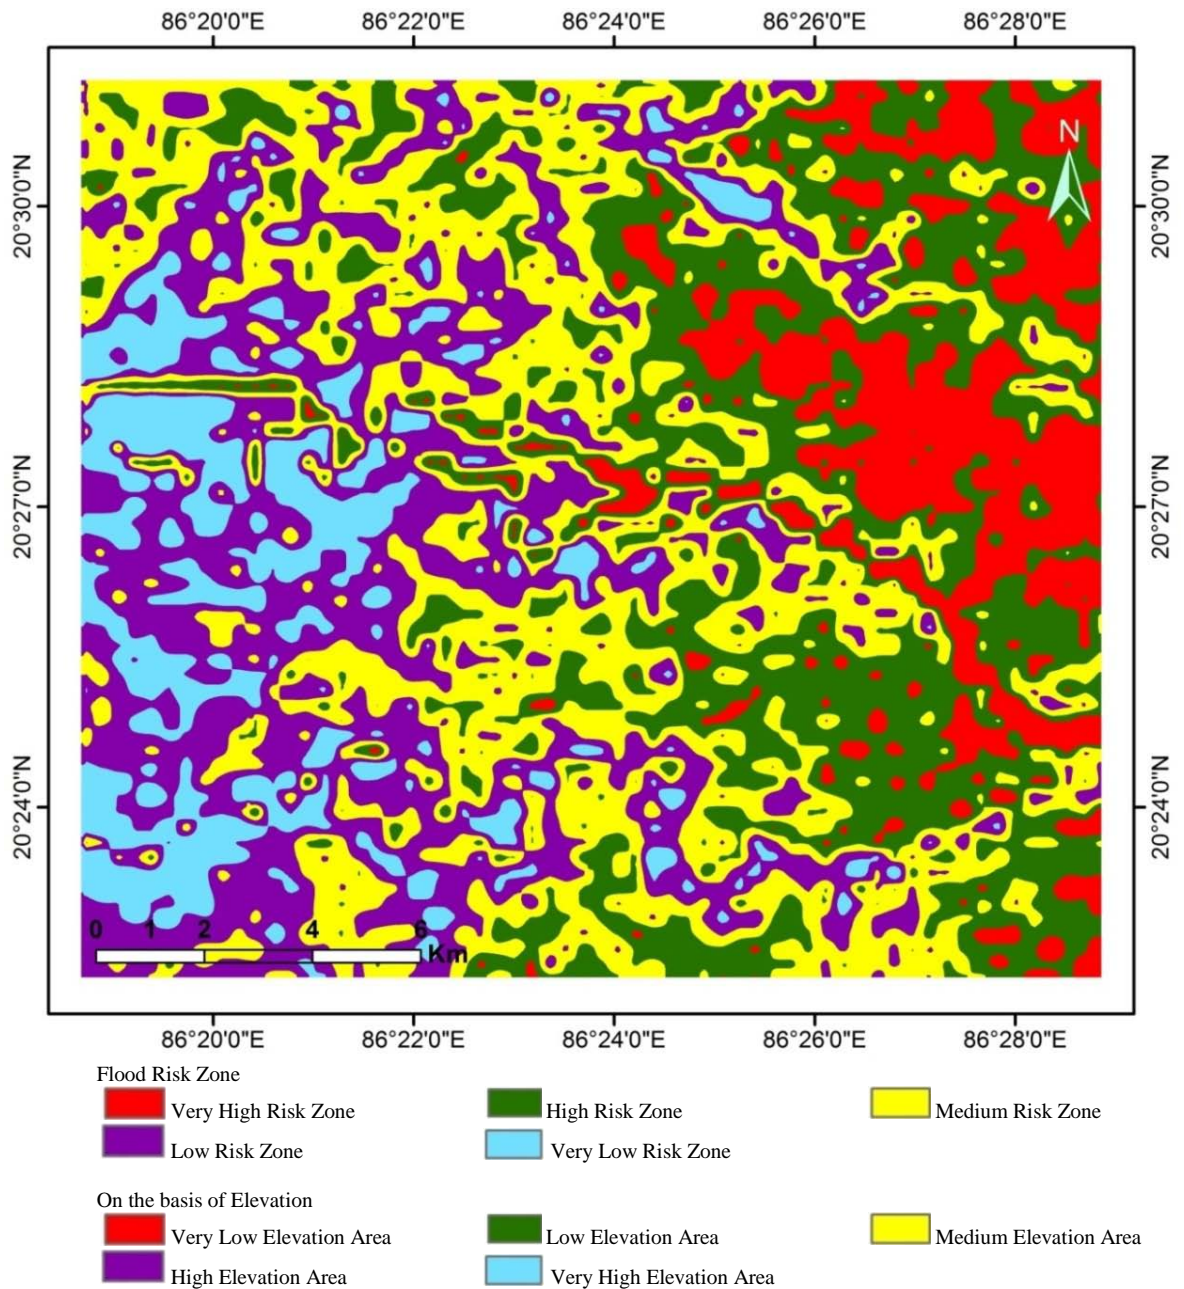 86°20'0"E 86°22'0"E 86°24'0"E 86°26'0"E 86°28'0"E
N
20°30'0"N 20°30'0"N
20°27'0"N 20°27'0"N
20°24'0"N 20°24'0"N
0 1 2 4 6
Km
86°20'0"E 86°22'0"E 86°24'0"E 86°26'0"E 86°28'0"E
Flood Risk Zone
Very High Risk Zone High Risk Zone Medium Risk Zone
Low Risk Zone Very Low Risk Zone
On the basis of Elevation
Very Low Elevation Area Low Elevation Area Medium Elevation Area
High Elevation Area Very High Elevation Area